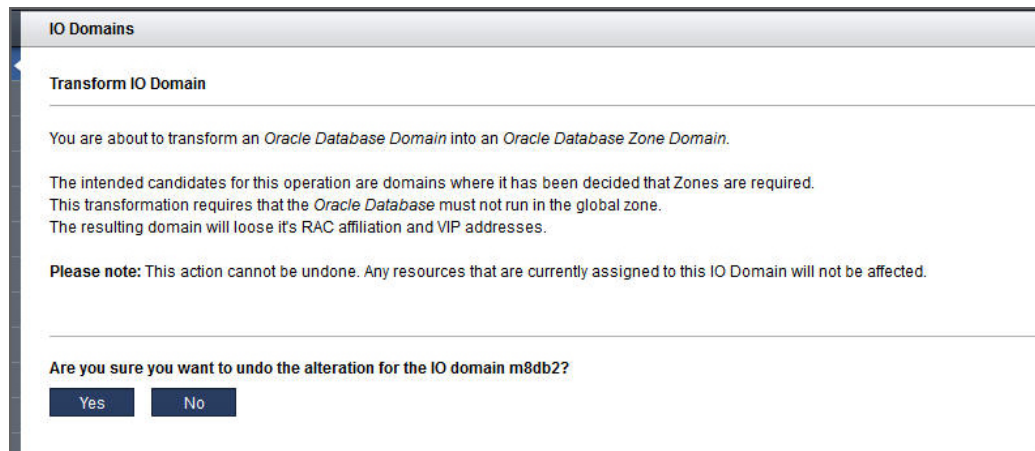 IO Domains
Transform IO Domain
You are about to transform an Oracle Database Domain into an Oracle Database Zone Domain.
The intended candidates for this operation are domains where it has been decided that Zones are required.
This transformation requires that the Oracle Database must not run in the global zone.
The resulting domain will loose it's RAC affiliation and VIP addresses.
Please note: This action cannot be undone. Any resources that are currently assigned to this IO Domain will not be affected.
Are you sure you want to undo the alteration for the IO domain m8db2?
Yes No